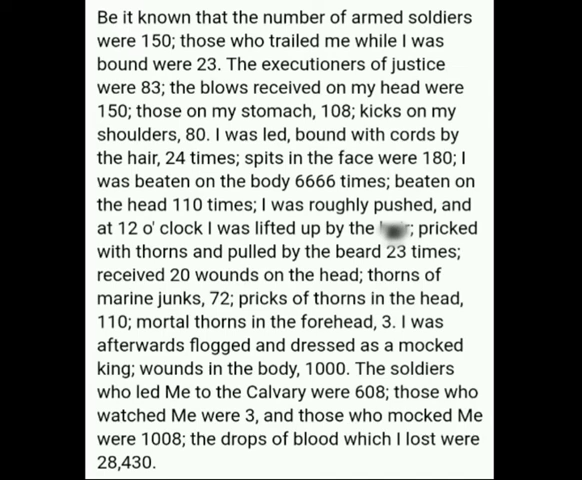 Be it known that the number of armed soldiers
were 150; those who trailed me while I was
bound were 23. The executioners of justice
were 83; the blows received on my head were
150; those on my stomach, 108; kicks on my
shoulders, 80. I was led, bound with cords by
the hair, 24 times; spits in the face were 180; I
was beaten on the body 6666 times; beaten on
the head 110 times; I was roughly pushed, and
at 12 o' clock I was lifted up by the ; pricked
with thorns and pulled by the beard 23 times;
received 20 wounds on the head; thorns of
marine junks, 72; pricks of thorns in the head,
110; mortal thorns in the forehead, 3. I was
afterwards flogged and dressed as a mocked
king; wounds in the body, 1000. The soldiers
who led Me to the Calvary were 608; those who
watched Me were 3, and those who mocked Me
were 1008; the drops of blood which I lost were
28,430.